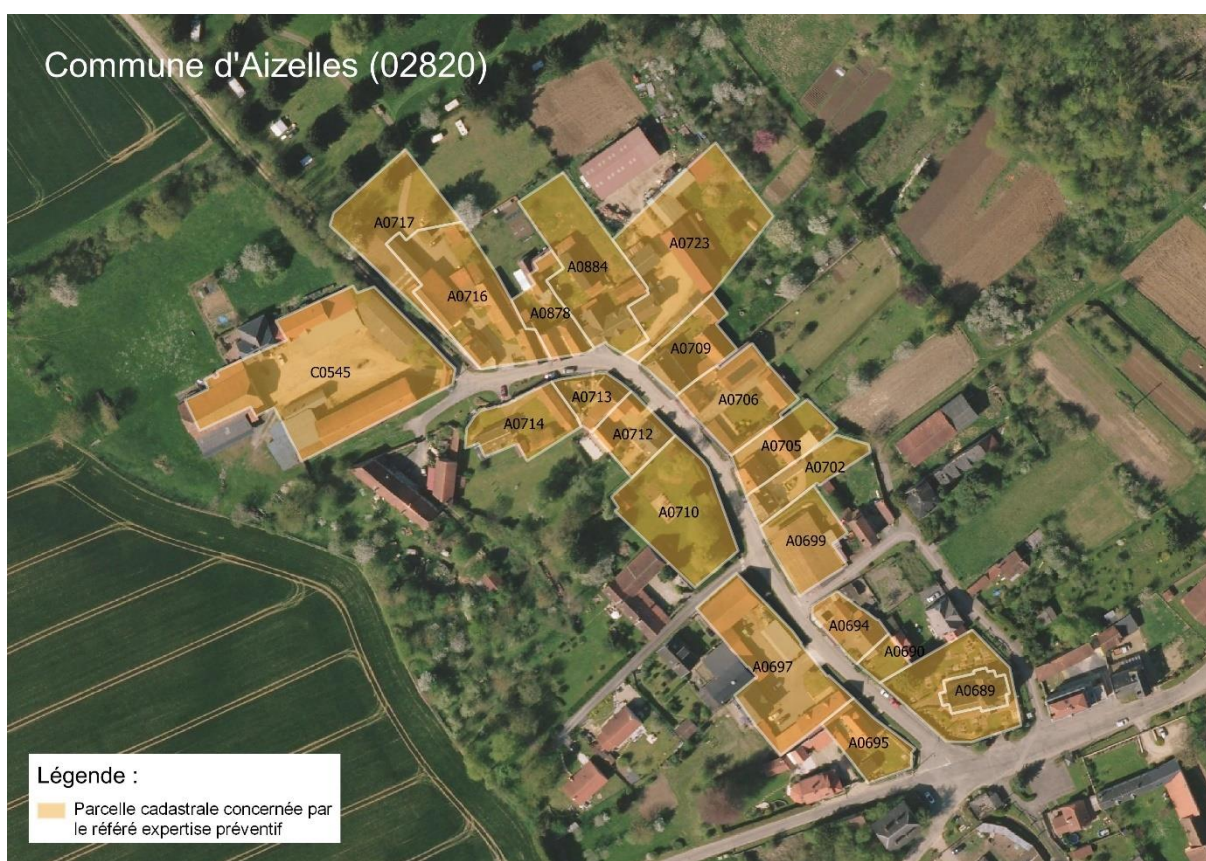 Commune d'Aizelles (02820)
A0717
A0723
A0884
A0716
A0878
A0709
C0545
A0713
A0706
A0714
A0712
A0705
A0702
A0710
A0699
A0694
A0690
A0697
A0689
A0695
Légende :
Parcelle cadastrale concernée par
le référé expertise préventif